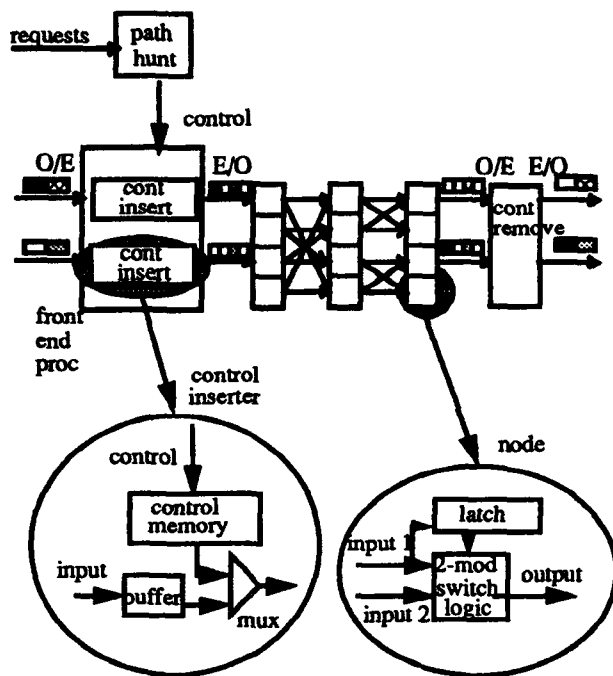 requests
path
hunt
control
O/E
E/O
O/E
E/O
cont
insert
cont
remove
cont
insert
front
end
proc
control
inserter
node
control
control
memory
input
buffer
mux
latch
input 1
2-mod
switch
logic
output
input 2